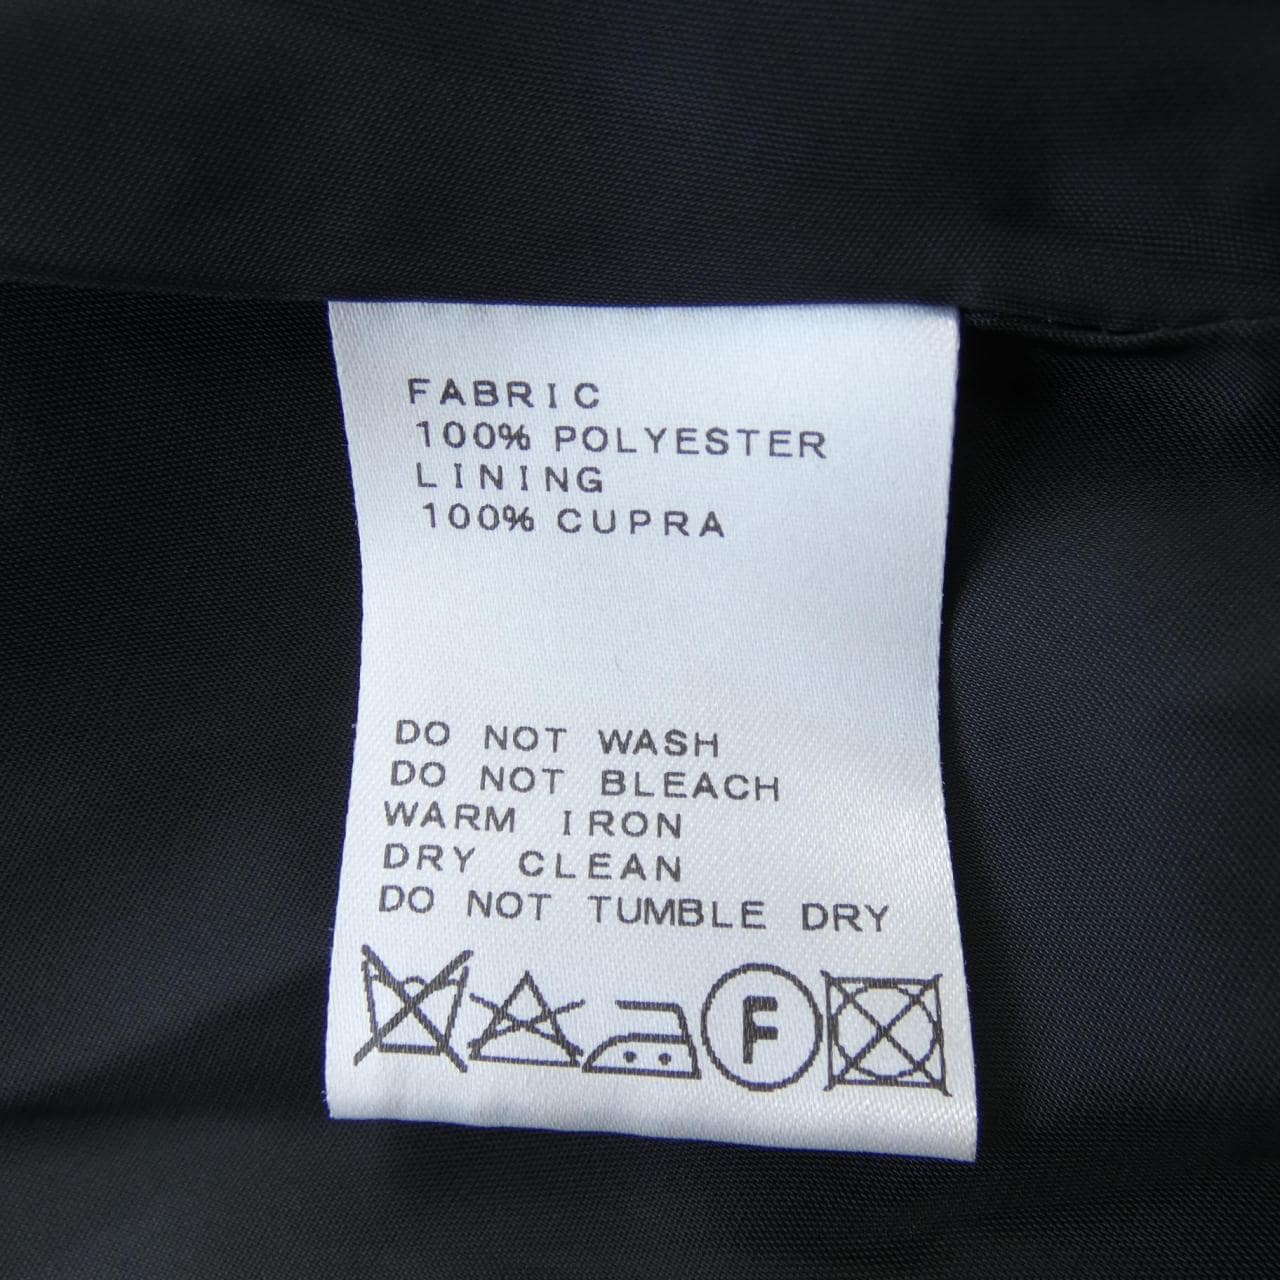 FABRIC
100% POLYESTER
LINING
100% CUPRA
DO NOT WASH
DO NOT BLEACH
WARM IRON
DRY CLEAN
DO NOT TUMBLE DRY
F